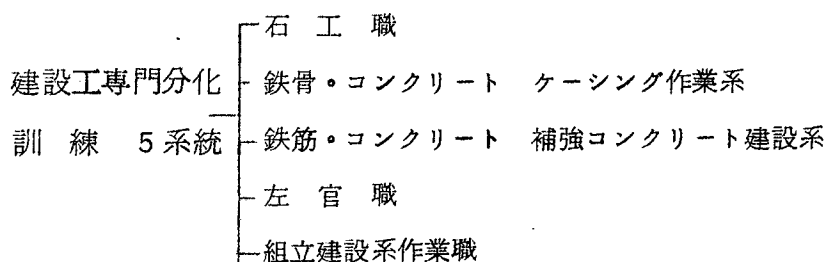 石工職
建設工専門分化
鉄骨・コンクリート ケーシング作業系
訓練 5系統
鉄筋・コンクリート 補強コンクリート建設系
左官職
組立建設系作業職